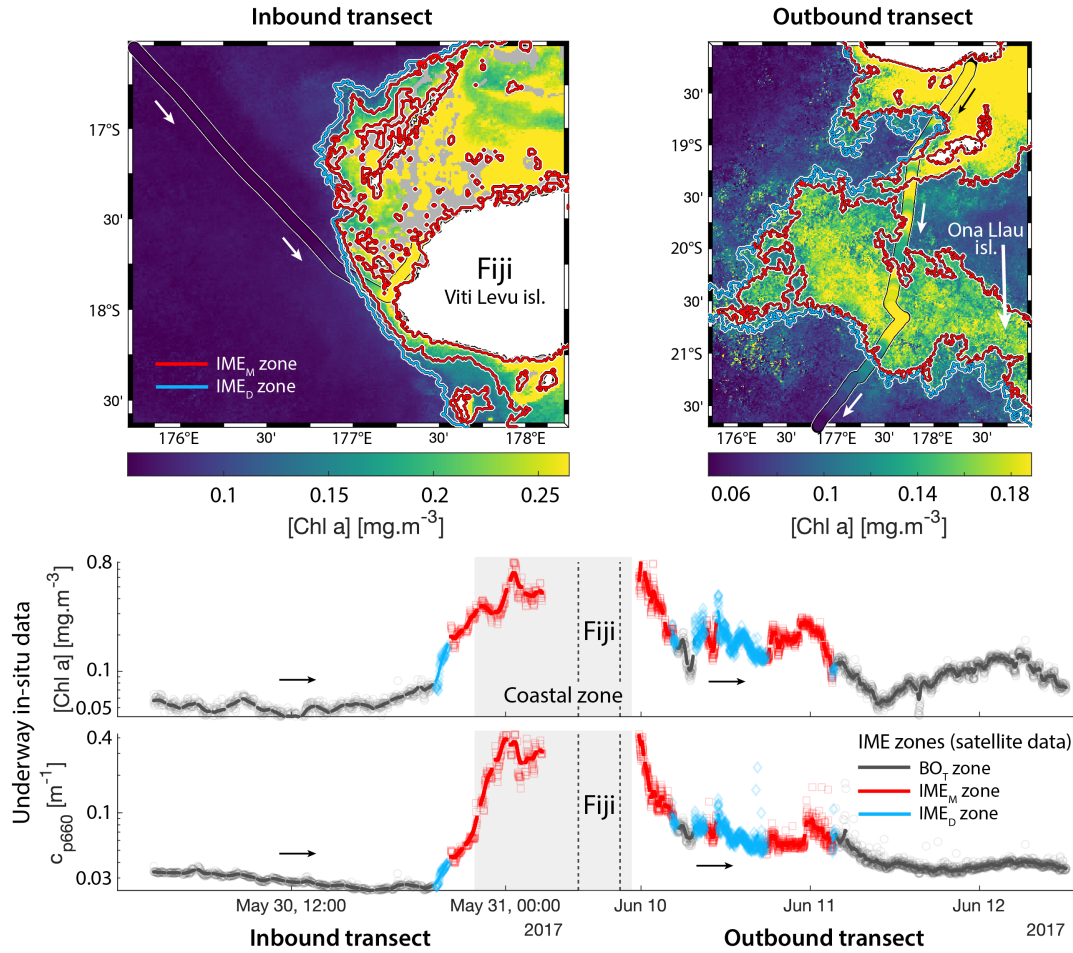 Inbound transect
Outbound transect
17°S
30'
18°S
30'
Fiji
Viti Levu isl.
IME_M zone
IME_D zone
176°E 30' 177°E 30' 178°E
0.1 0.15 0.2 0.25
[Chl a] [mg.m⁻³]
30'
19°S
30'
20°S
30'
21°S
30'
Ona Llau
isl.
176°E 30' 177°E 30' 178°E 30'
0.06 0.1 0.14 0.18
[Chl a] [mg.m⁻³]
Underway in-situ data
[Chl a] [mg.m⁻³]
0.8
0.1
0.05
Fiji
Coastal zone
c_p660 [m⁻¹]
0.4
0.1
0.03
Fiji
IME zones (satellite data)
BO_T zone
IME_M zone
IME_D zone
May 30, 12:00 May 31, 00:00 Jun 10 Jun 11 Jun 12
2017 2017
Inbound transect Outbound transect